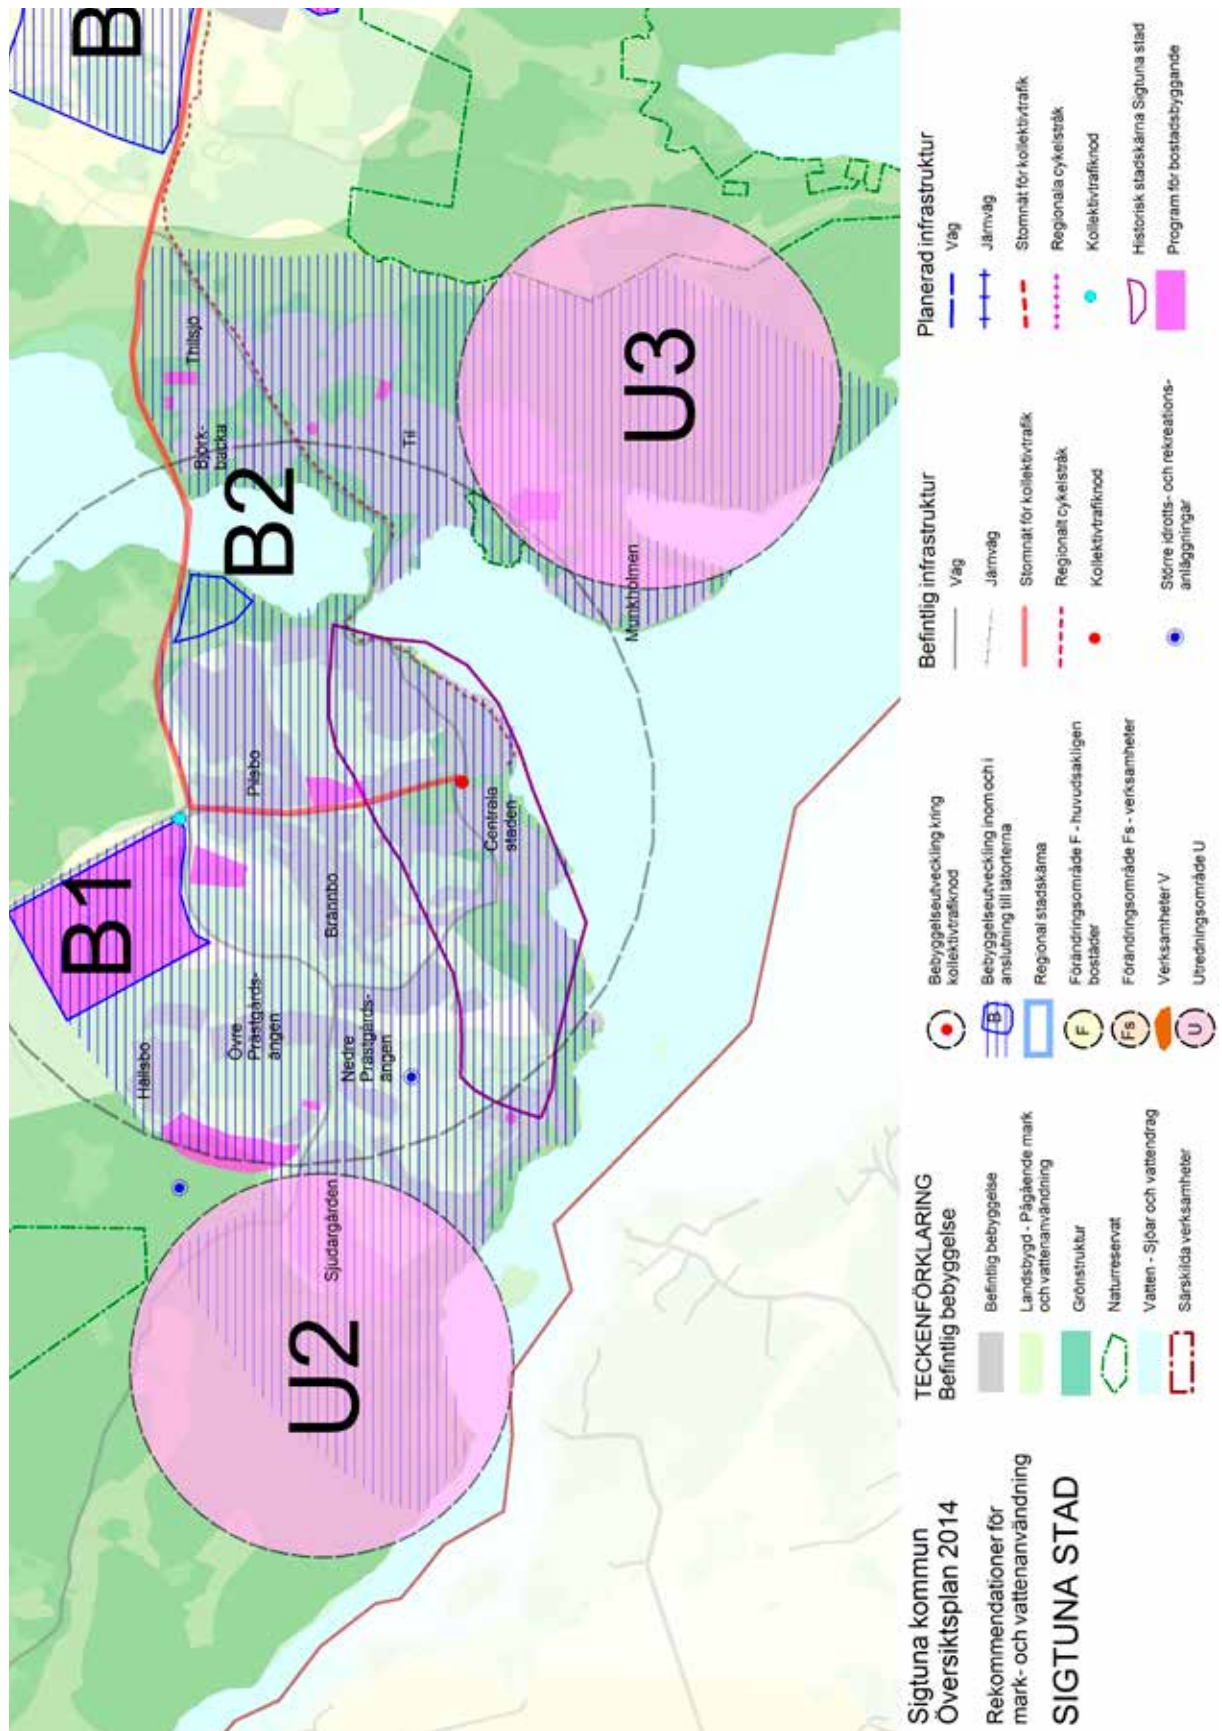 U2
Sjudargården
Hällsbo
Övre
Prästgårds-
ängen
Nedre
Prästgårds-
ängen
B1
Brännbo
Pilsbo
Centrala
staden
B2
Björk-
backa
Thilsjö
Til
Munkholmen
U3
B
Sigtuna kommun
Översiktsplan 2014
Rekommendationer för
mark- och vattenanvändning
SIGTUNA STAD
TECKENFÖRKLARING
Befintlig bebyggelse
Befintlig bebyggelse
Landsbygd - Pågående mark
och vattenanvändning
Grönstruktur
Naturreservat
Vatten - Sjöar och vattendrag
Särskilda verksamheter
Bebyggelseutveckling kring
kollektivtrafiknod
B
Bebyggelseutveckling inom och i
anslutning till tätorterna
Regional stadskärna
F
Förändringsområde F - huvudsakligen
bostäder
Fs
Förändringsområde Fs - verksamheter
Verksamheter V
U
Utredningsområde U
Befintlig infrastruktur
Väg
Järnväg
Stomnät för kollektivtrafik
Regionalt cykelstråk
Kollektivtrafiknod
Större idrotts- och rekreations-
anläggningar
Planerad infrastruktur
Väg
Järnväg
Stomnät för kollektivtrafik
Regionala cykelstråk
Kollektivtrafiknod
Historisk stadskärna Sigtuna stad
Program för bostadsbyggande